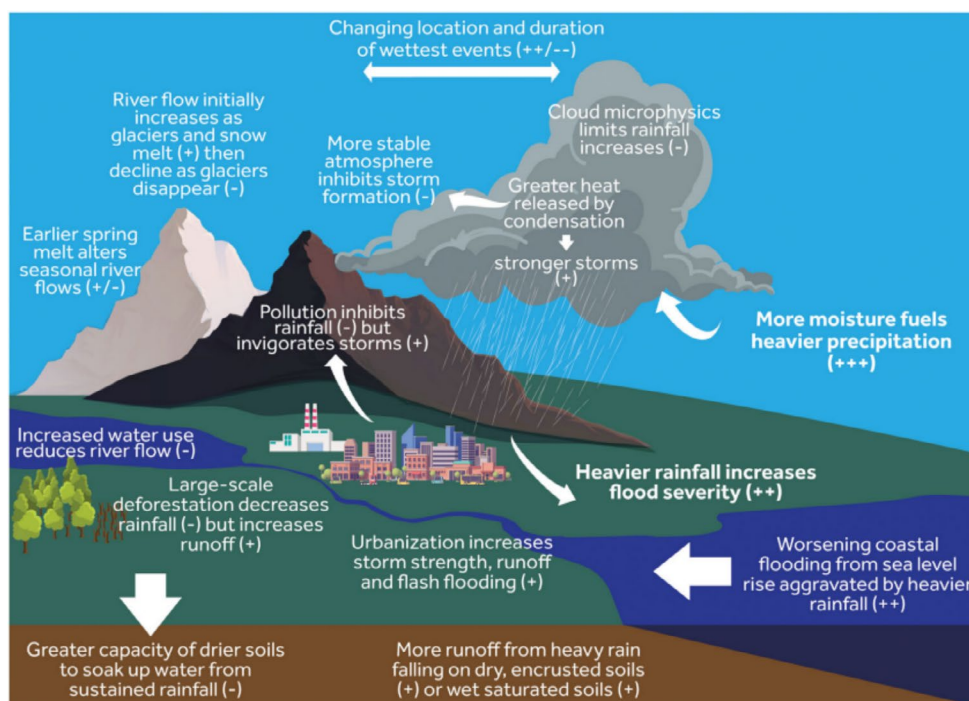 Changing location and duration
of wettest events (++/--)
River flow initially
increases as
glaciers and snow
melt (+) then
decline as glaciers
disappear (-)
More stable
atmosphere
inhibits storm
formation (-)
Cloud microphysics
limits rainfall
increases (-)
Greater heat
released by
condensation
stronger storms
(+)
Earlier spring
melt alters
seasonal river
flows (+/-)
Pollution inhibits
rainfall (-) but
invigorates storms (+)
More moisture fuels
heavier precipitation
(+++)
Increased water use
reduces river flow (-)
Large-scale
deforestation decreases
rainfall (-) but increases
runoff (+)
Heavier rainfall increases
flood severity (++)
Urbanization increases
storm strength, runoff
and flash flooding (+)
Worsening coastal
flooding from sea level
rise aggravated by heavier
rainfall (++)
Greater capacity of drier soils
to soak up water from
sustained rainfall (-)
More runoff from heavy rain
falling on dry, encrusted soils
(+) or wet saturated soils (+)